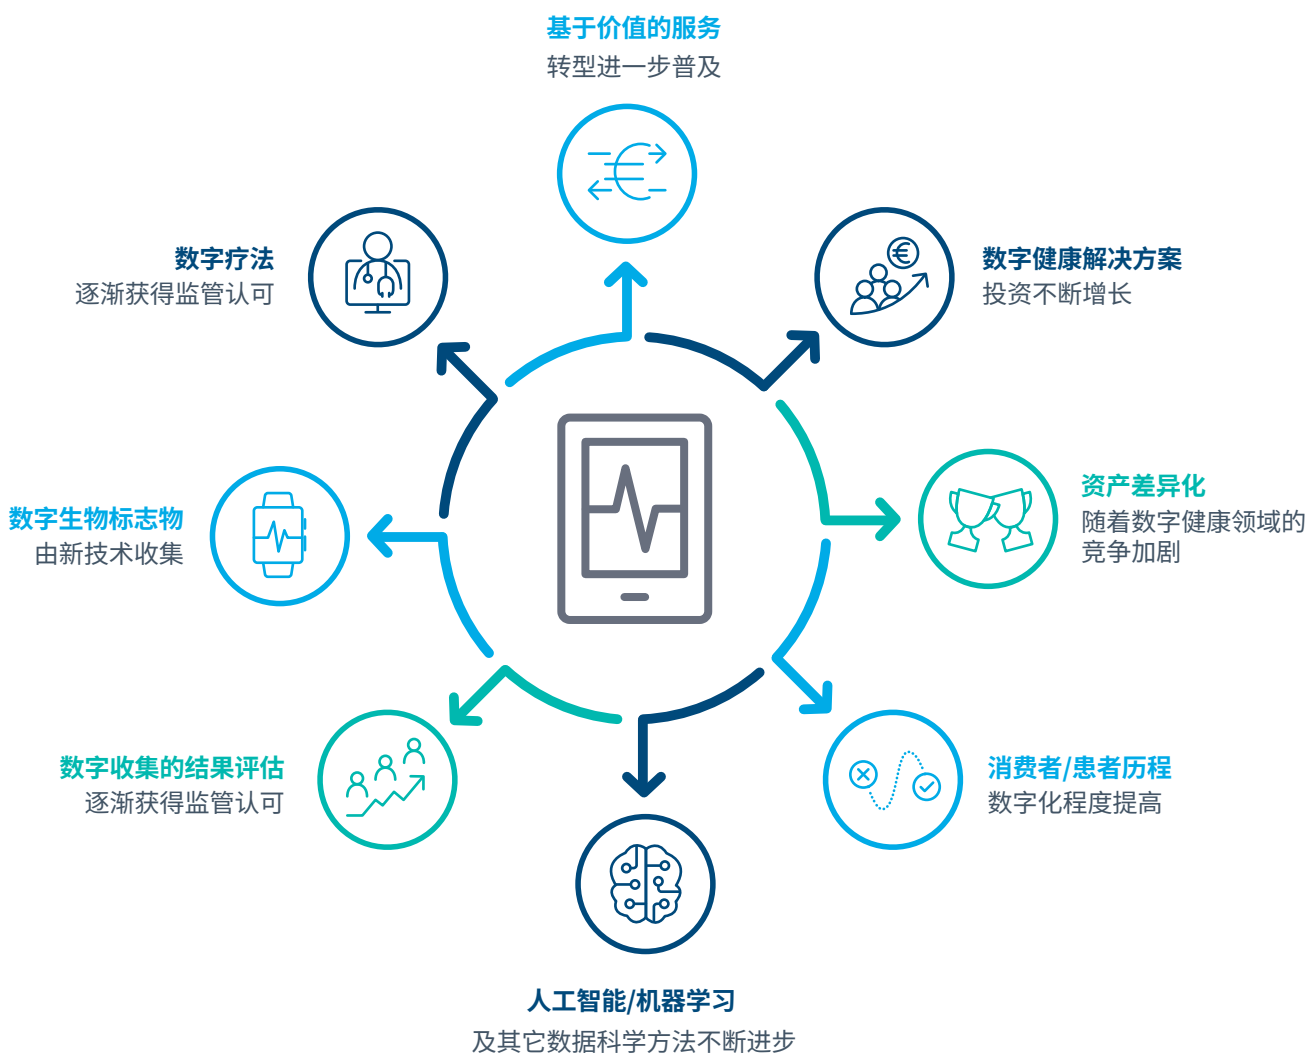 基于价值的服务
转型进一步普及
数字健康解决方案
投资不断增长
资产差异化
随着数字健康领域的
竞争加剧
消费者/患者历程
数字化程度提高
人工智能/机器学习
及其它数据科学方法不断进步
数字收集的结果评估
逐渐获得监管认可
数字生物标志物
由新技术收集
数字疗法
逐渐获得监管认可